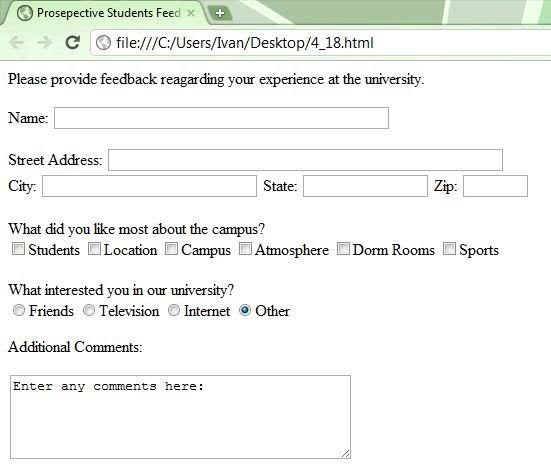 Prosepective Students Feed
file:///C:/Users/Ivan/Desktop/4_18.html
Please provide feedback reagarding your experience at the university.
Name:
Street Address:
City: State: Zip:
What did you like most about the campus?
Students Location Campus Atmosphere Dorm Rooms Sports
What interested you in our university?
Friends Television Internet Other
Additional Comments:
Enter any comments here: